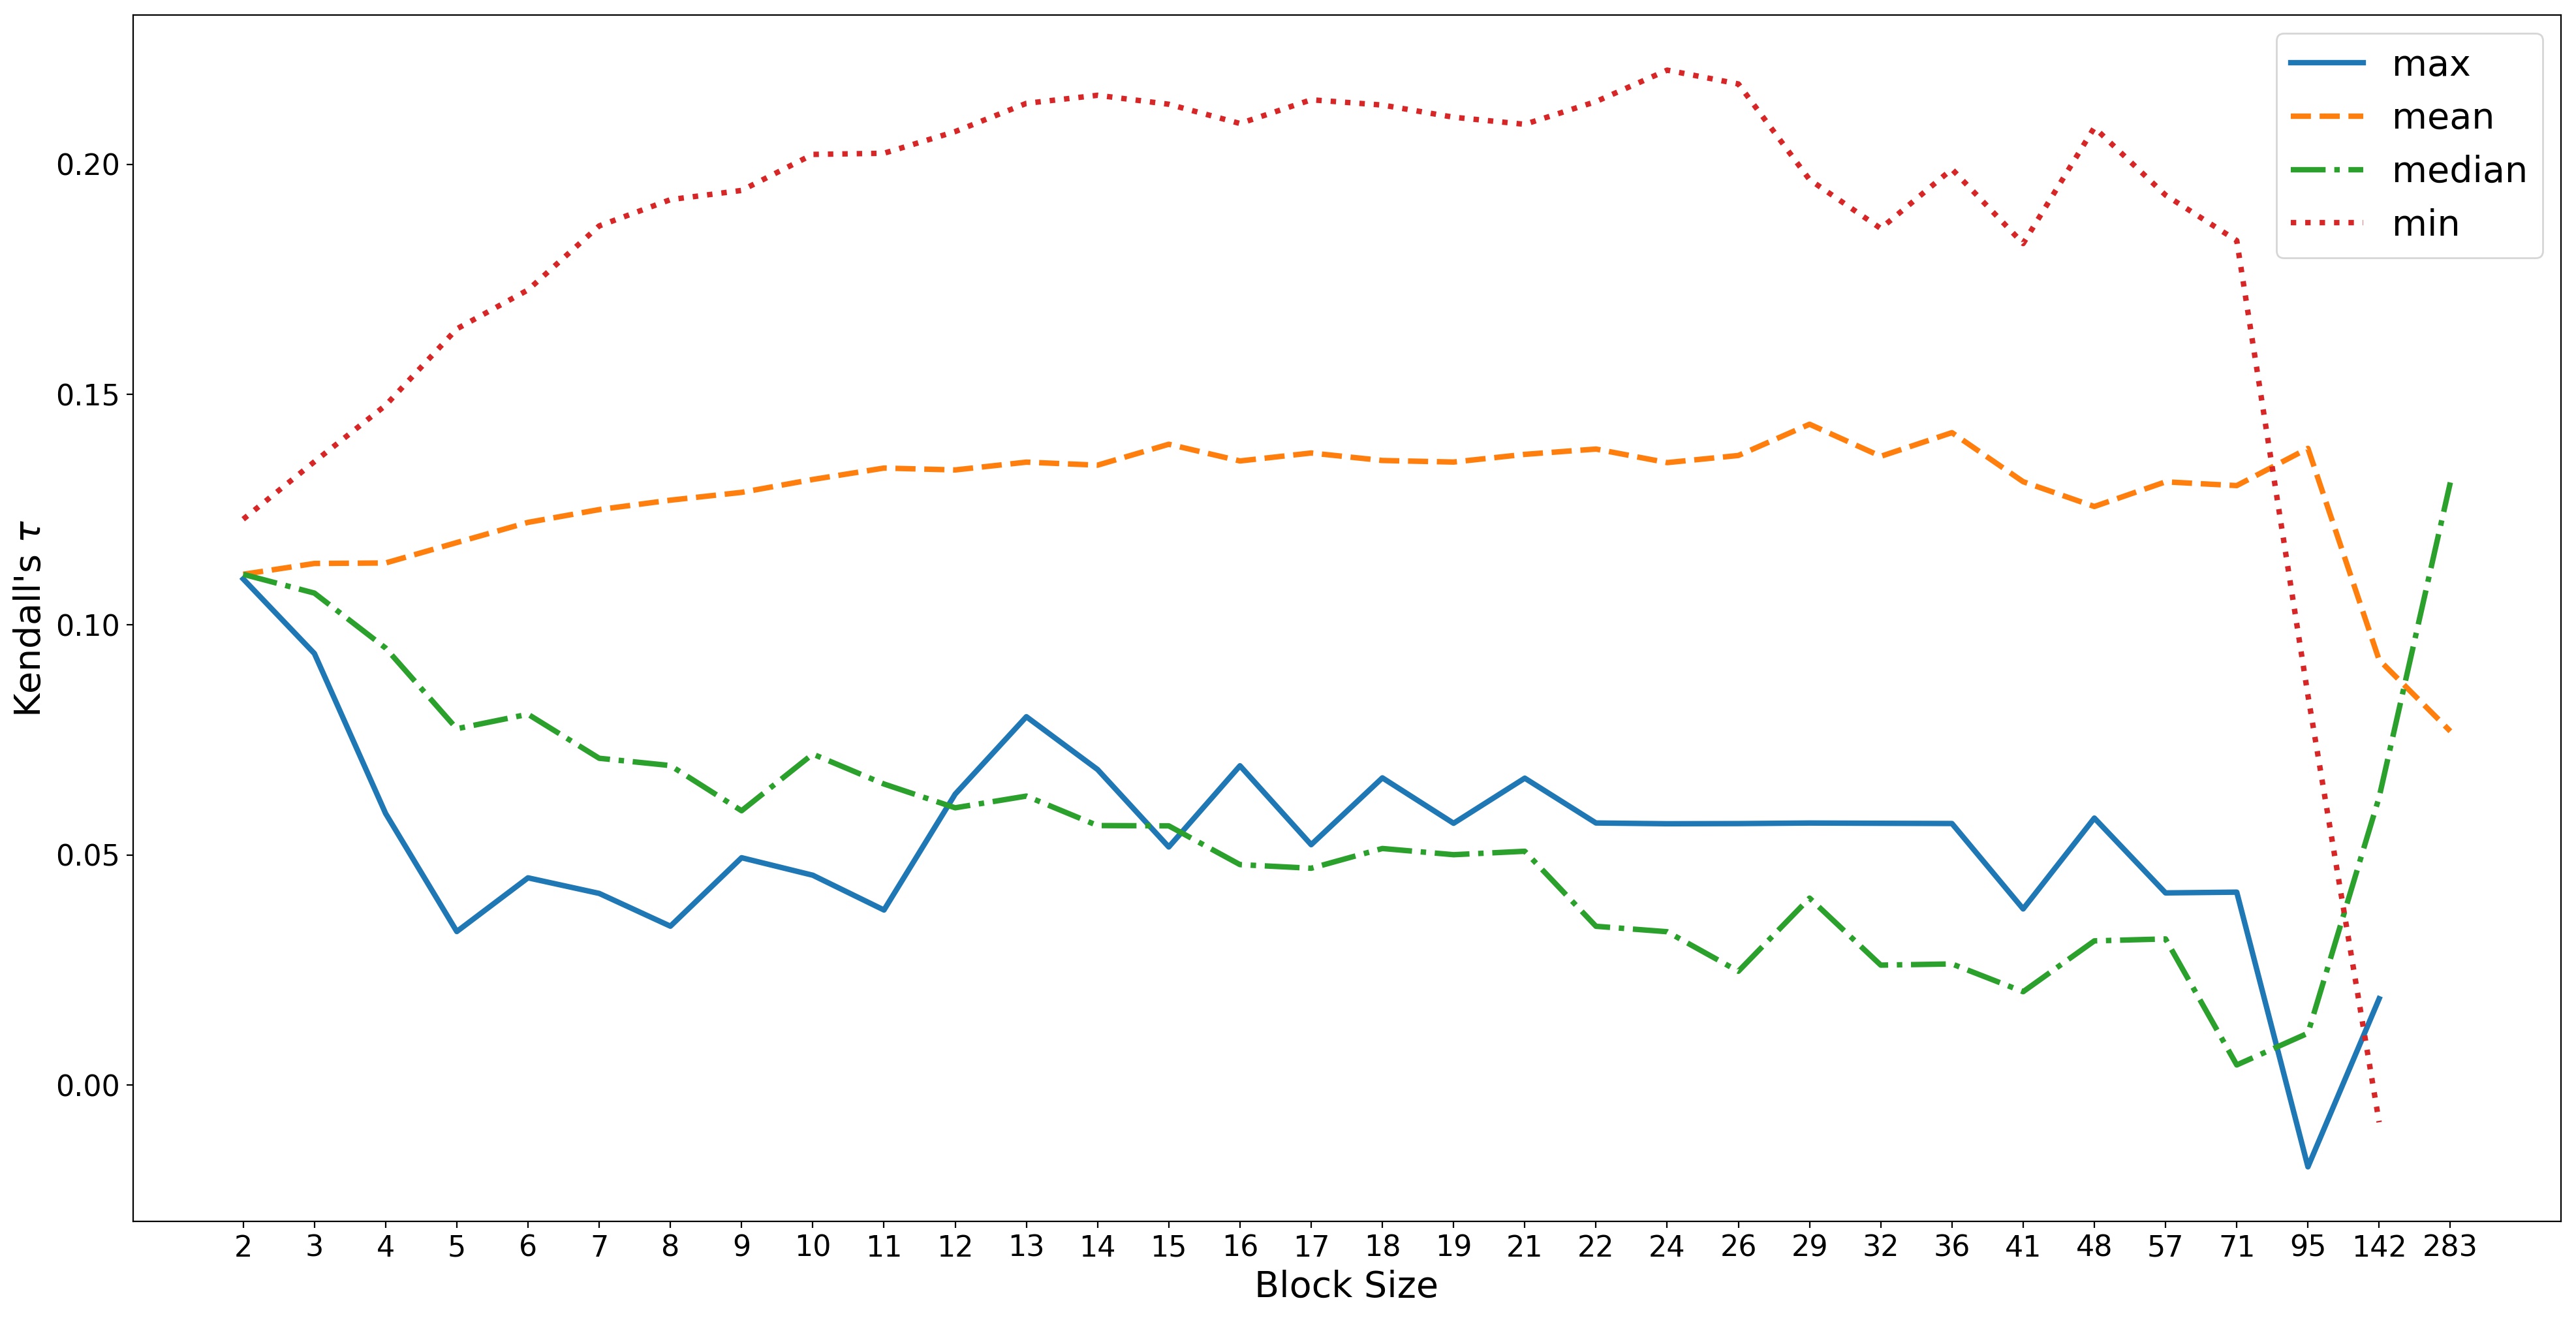 max
mean
median
min
0.20
0.15
0.10
0.05
0.00
Kendall's τ
2 3 4 5 6 7 8 9 10 11 12 13 14 15 16 17 18 19 21 22 24 26 29 32 36 41 48 57 71 95 142 283
Block Size